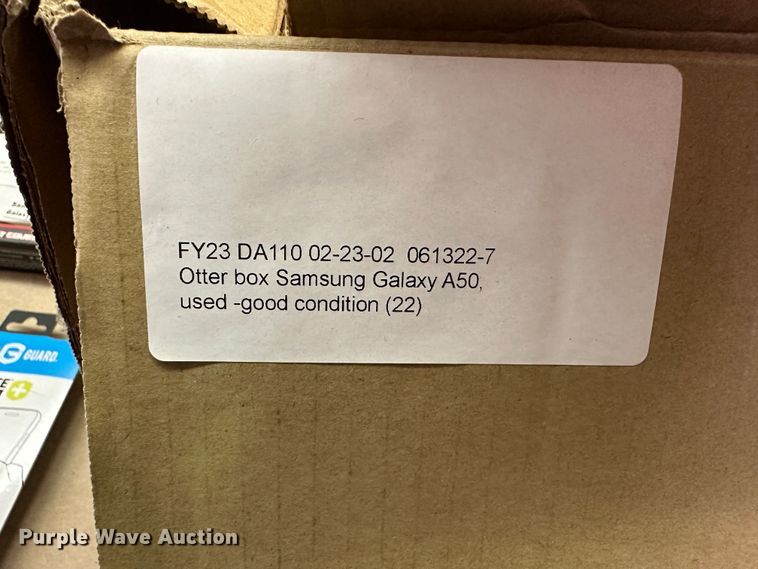 FY23 DA110 02-23-02 061322-7
Otter box Samsung Galaxy A50,
used -good condition (22)
GUARD.
Purple Wave Auction